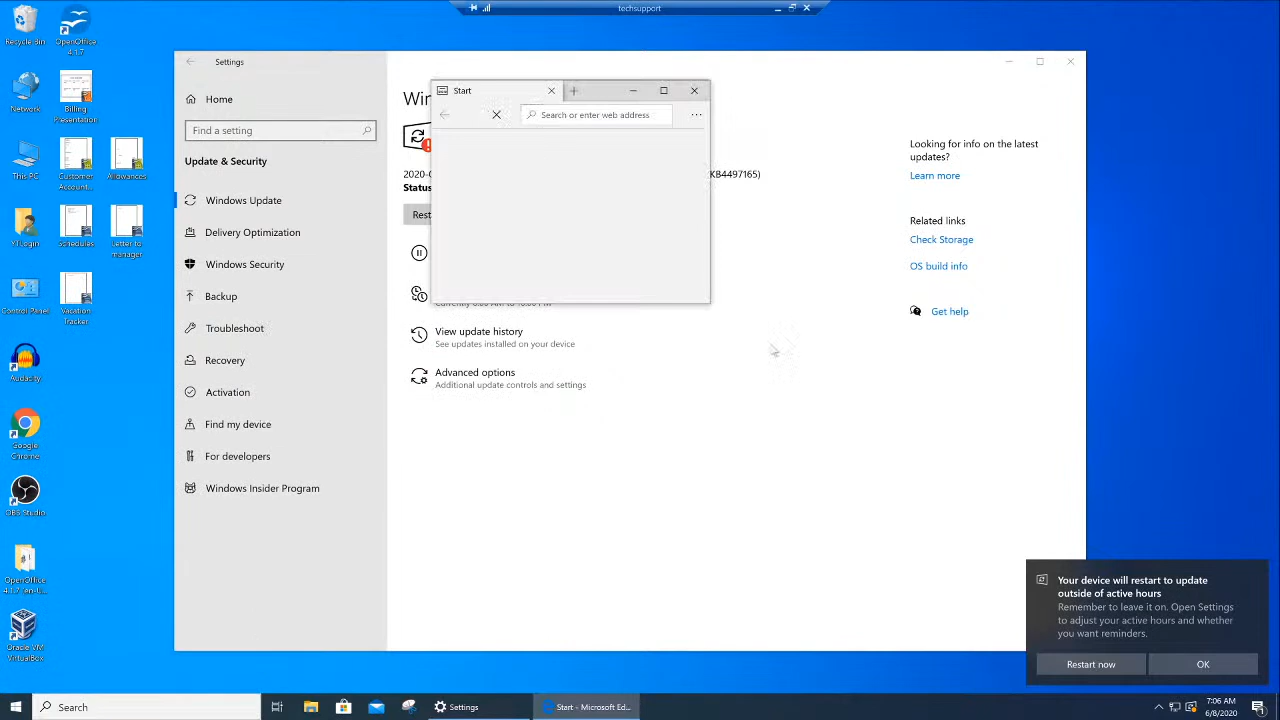 techsupport
Recycle Bin
OpenOffice
4.1.7
Network
Billing
Presentation
This PC
Customer
Account...
Allowances
YTLogin
Schedules
Letter to
manager
Control Panel
Vacation
Tracker
Audacity
Google
Chrome
OBS Studio
OpenOffice
4.1.7 en-U...
Oracle VM
VirtualBox
Settings
Home
Find a setting
Update & Security
Windows Update
Delivery Optimization
Windows Security
Backup
Troubleshoot
Recovery
Activation
Find my device
For developers
Windows Insider Program
Win
Start
Search or enter web address
2020-0
KB4497165)
Status
Rest
View update history
See updates installed on your device
Advanced options
Additional update controls and settings
Looking for info on the latest
updates?
Learn more
Related links
Check Storage
OS build info
Get help
Your device will restart to update
outside of active hours
Remember to leave it on. Open Settings
to adjust your active hours and whether
you want reminders.
Restart now
OK
Search
Settings
Start - Microsoft Ed...
7:06 AM
6/8/2020